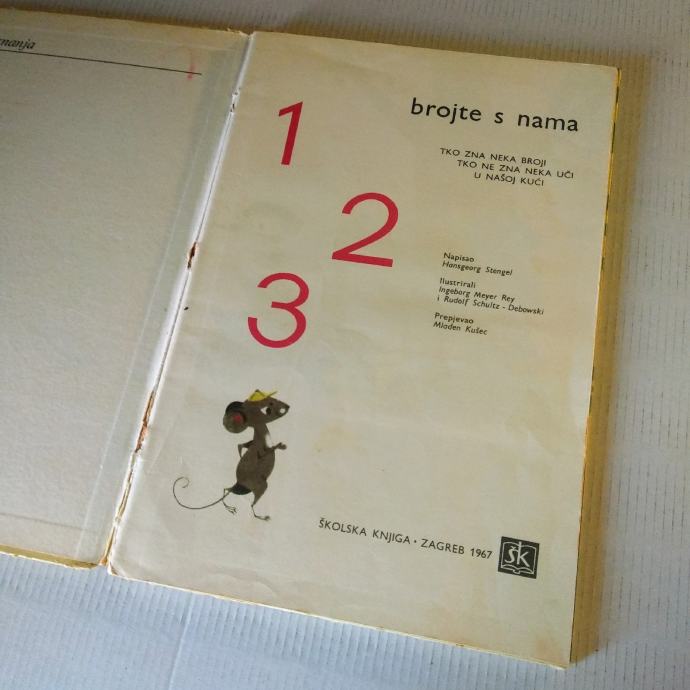 znanja
brojte s nama
1
2
3
TKO ZNA NEKA BROJI
TKO NE ZNA NEKA UČI
U NAŠOJ KUĆI
Napisao
Hansgeorg Stengel
Ilustrirali
Ingeborg Meyer Rey
i Rudolf Schultz - Debowski
Prepjevao
Mladen Kušec
ŠKOLSKA KNJIGA · ZAGREB 1967
ŠK